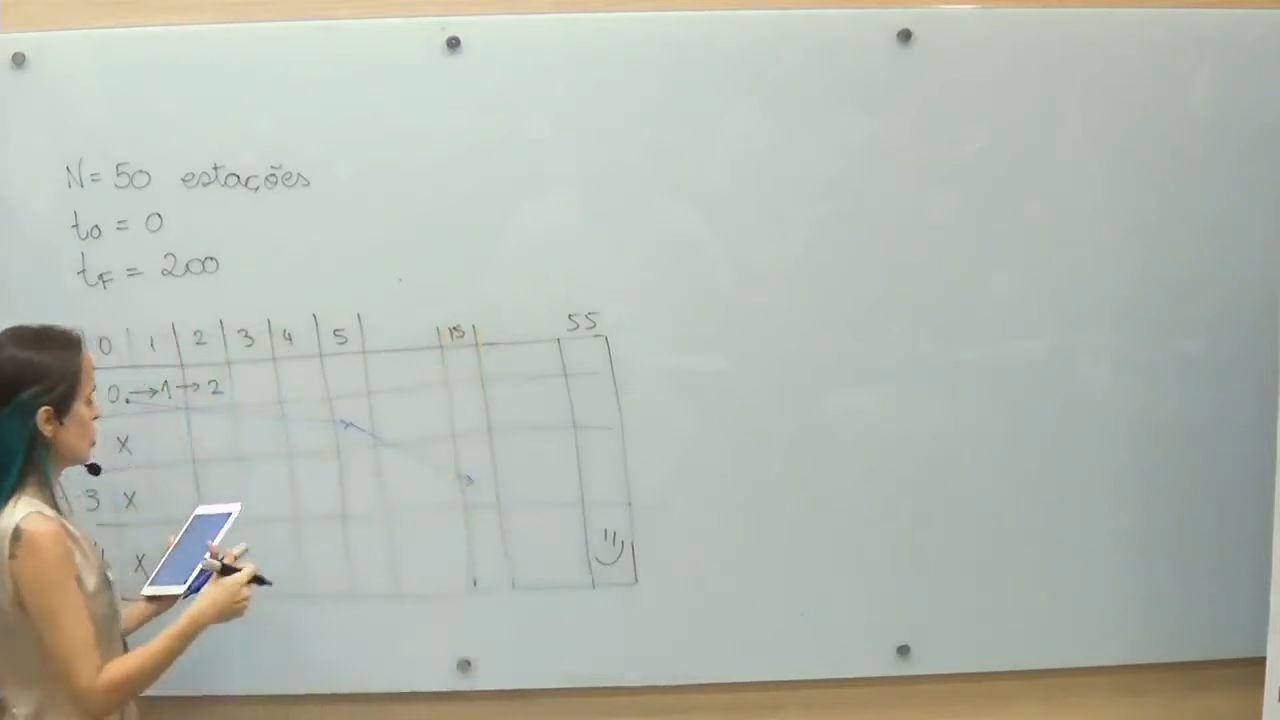 N = 50 estações
t0 = 0
tF = 200
0 1 2 3 4 5 15 55
0 → 1 → 2
x
3 x
x